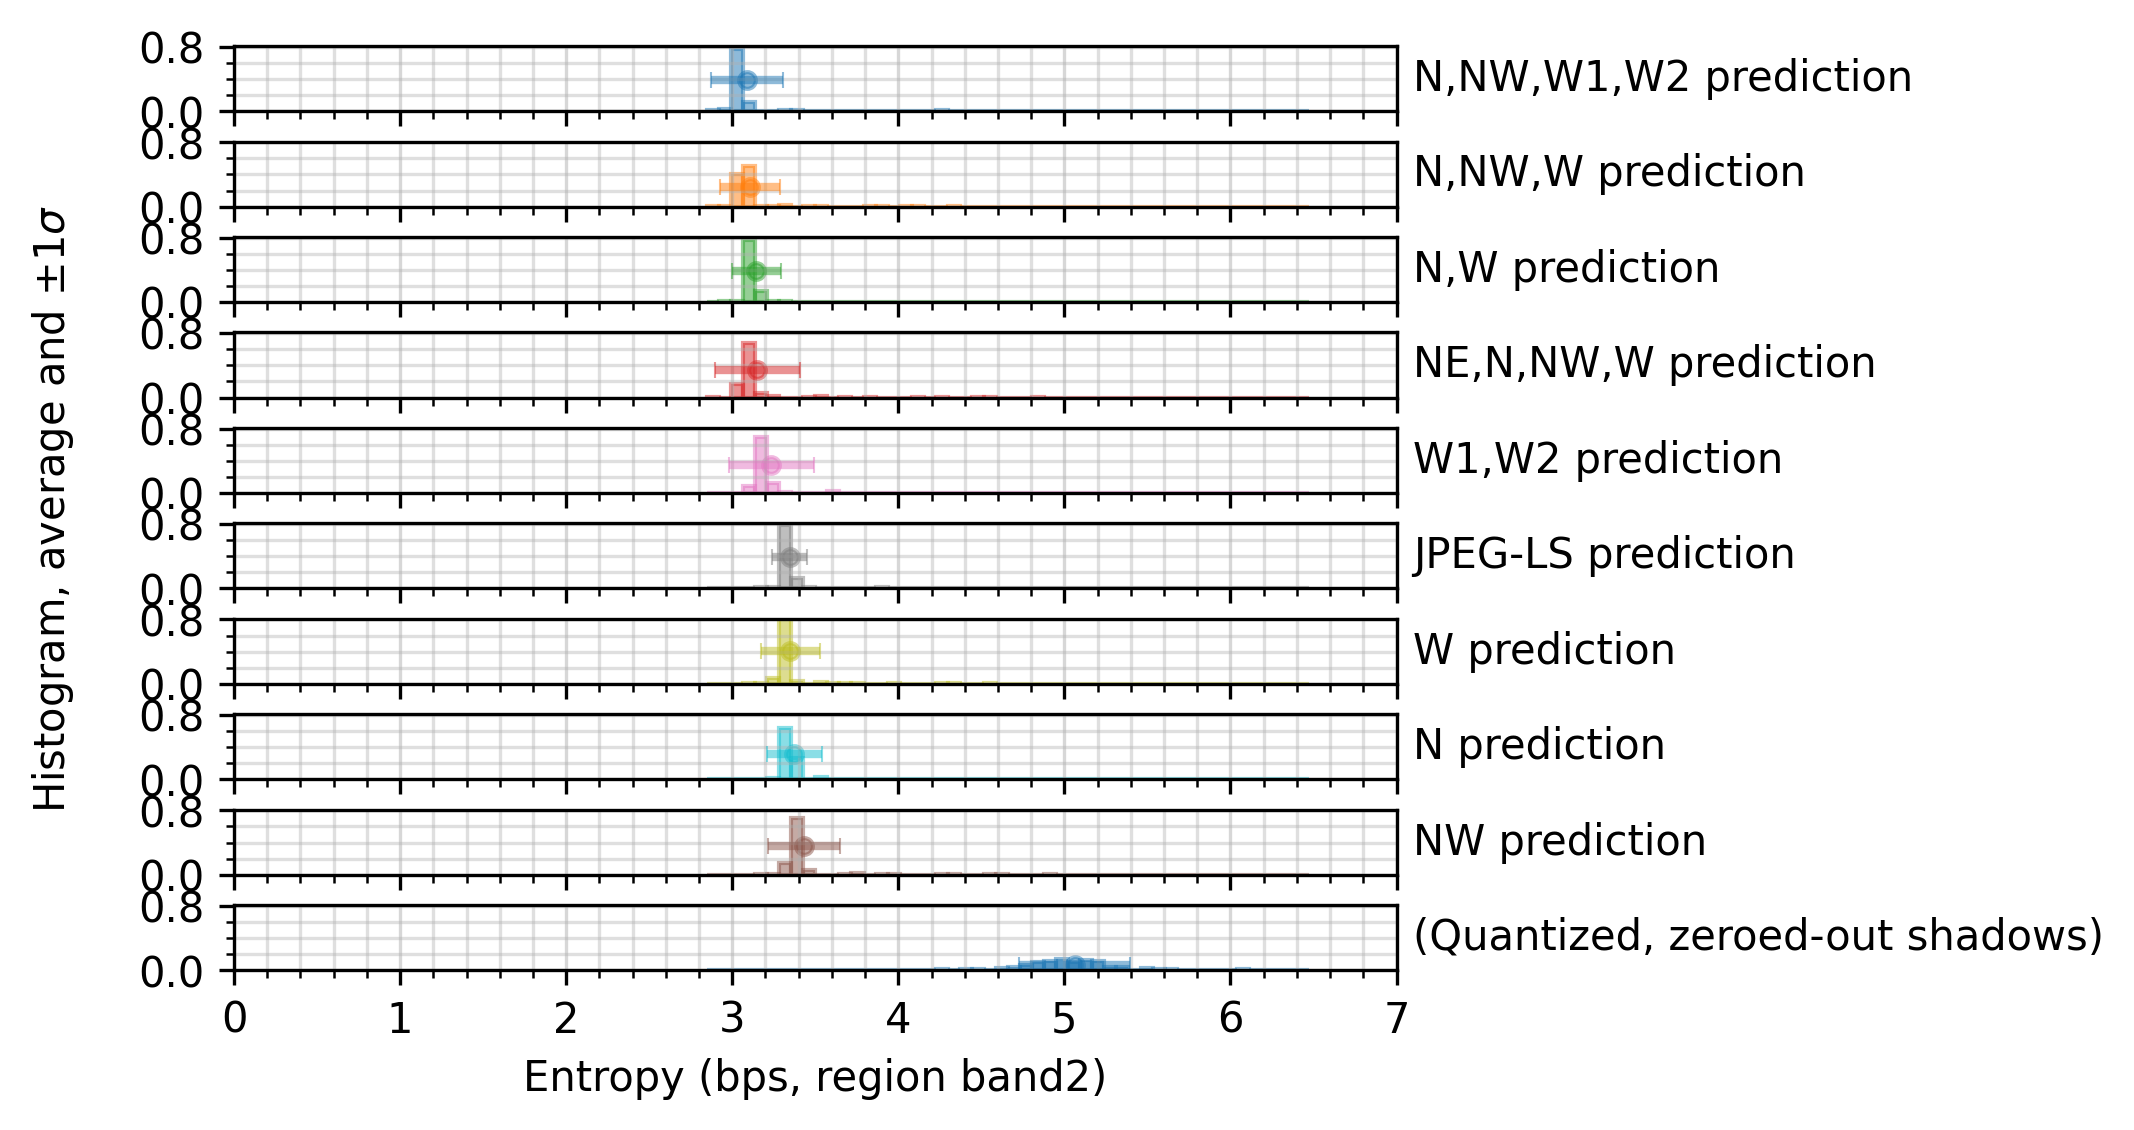 Histogram, average and ±1σ
0.8
0.0
N,NW,W1,W2 prediction
0.8
0.0
N,NW,W prediction
0.8
0.0
N,W prediction
0.8
0.0
NE,N,NW,W prediction
0.8
0.0
W1,W2 prediction
0.8
0.0
JPEG-LS prediction
0.8
0.0
W prediction
0.8
0.0
N prediction
0.8
0.0
NW prediction
0.8
0.0
(Quantized, zeroed-out shadows)
0 1 2 3 4 5 6 7
Entropy (bps, region band2)